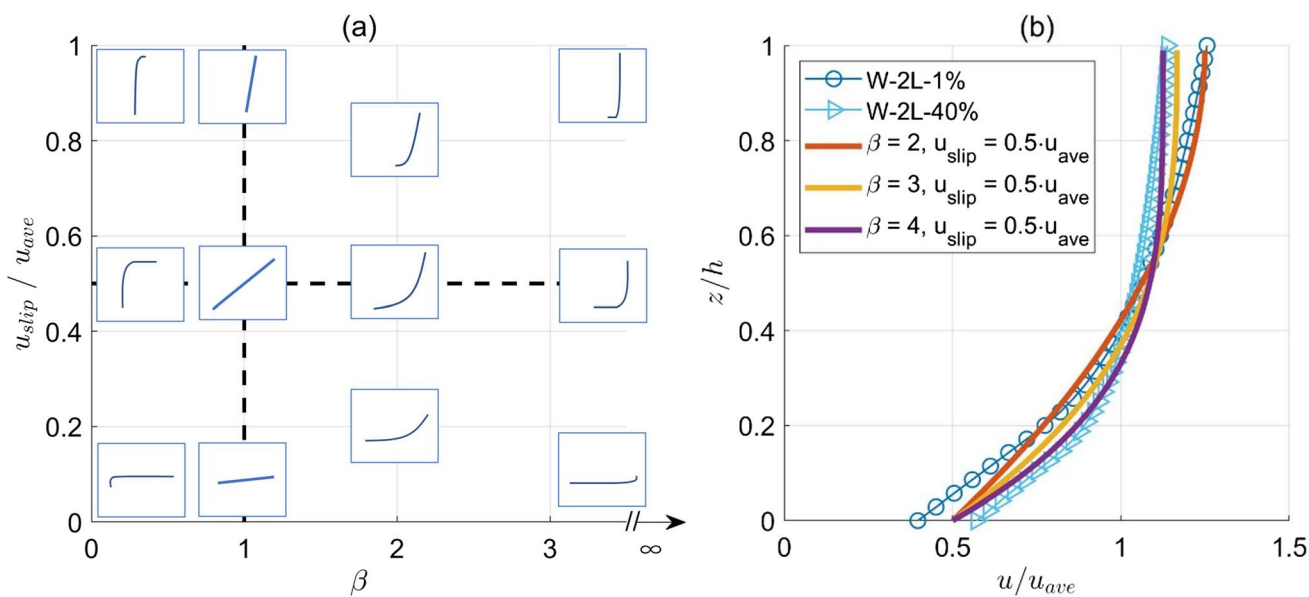 (a)
1
0.8
0.6
0.4
0.2
0
u_slip / u_ave
0 1 2 3 ∞
β
(b)
1
0.8
0.6
0.4
0.2
0
z/h
W-2L-1%
W-2L-40%
β = 2, u_slip = 0.5·u_ave
β = 3, u_slip = 0.5·u_ave
β = 4, u_slip = 0.5·u_ave
0 0.5 1 1.5
u/u_ave